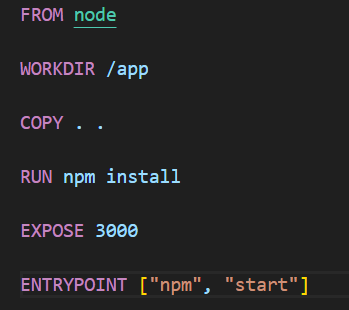 FROM node
WORKDIR /app
COPY . .
RUN npm install
EXPOSE 3000
ENTRYPOINT ["npm", "start"]